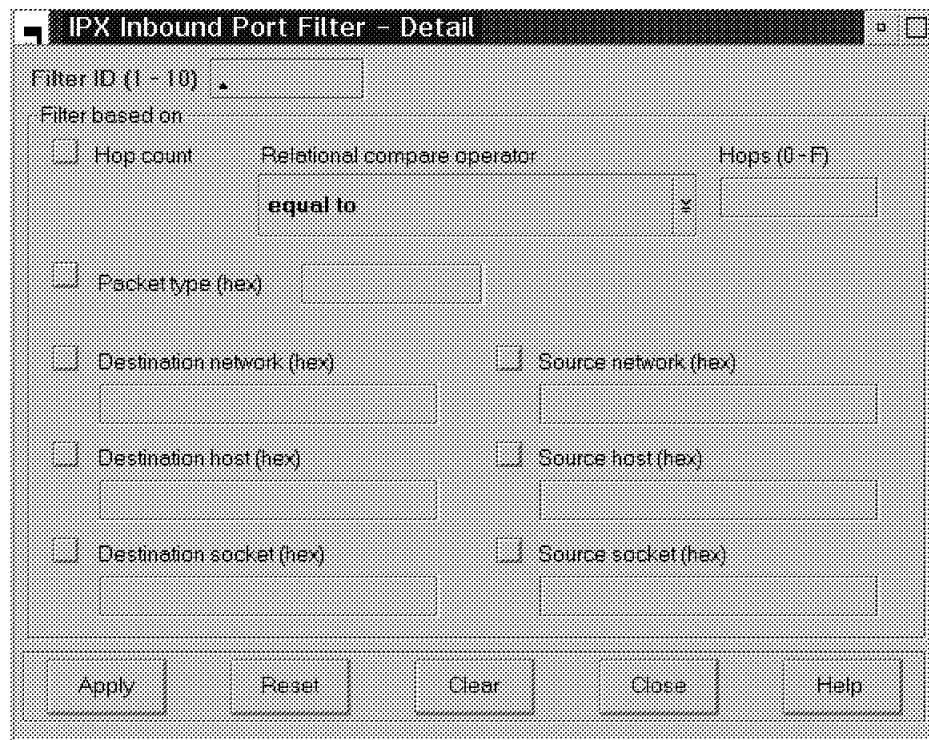 IPX Inbound Port Filter - Detail
Filter ID (1 - 10)
Filter based on
Hop count Relational compare operator Hops (0 - F)
equal to
Packet type (hex)
Destination network (hex) Source network (hex)
Destination host (hex) Source host (hex)
Destination socket (hex) Source socket (hex)
Apply Reset Clear Close Help